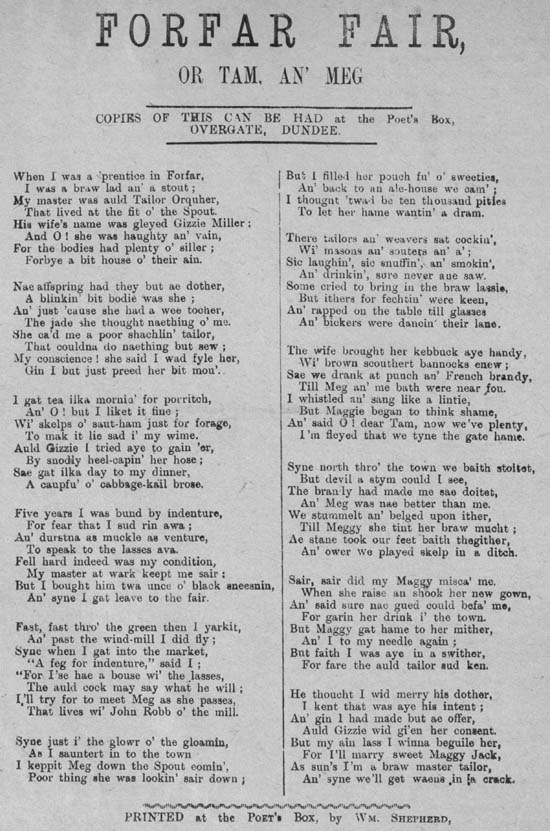 FORFAR FAIR,
OR TAM, AN' MEG
COPIES OF THIS CAN BE HAD at the Poet's Box,
OVERGATE, DUNDEE.
When I was a 'prentice in Forfar,
I was a braw lad an' a stout;
My master was auld Tailor Orquher,
That lived at the fit o' the Spout.
His wife's name was gleyed Gizzie Miller;
And O! she was haughty an' vain,
For the bodies had plenty o' siller;
Forbye a bit house o' their ain.
Nae affspring had they but ae dother,
A blinkin' bit bodie was she;
An' just 'cause she had a wee tocher,
The jade she thought naething o' me.
She ca'd me a poor shachlin' tailor,
That couldna do naething but sew;
My conscience! she said I wad fyle her,
Gin I but just preed her bit mou'.
I gat tea ilka mornin' for porritch,
An' O! but I liket it fine;
Wi' skelps o' saut-ham just for forage,
To mak it lie sad i' my wime.
Auld Gizzie I tried aye to gain 'er,
By snodly heel-capin' her hose;
Sae gat ilka day to my dinner,
A caupfu' o' cabbage-kail brose.
Five years I was bund by indenture,
For fear that I sud rin awa;
An' durstna as muckle as venture,
To speak to the lasses ava.
Fell hard indeed was my condition,
My master at wark keept me sair;
But I bought him twa unce o' black sneesnin,
An' syne I gat leave to the fair.
Fast, fast thro' the green then I yarkit,
An' past the wind-mill I did fly;
Syne when I gat into the market,
"A feg for indenture," said I;
"For I'se hae a bouse wi' the lasses,
The auld cock may say what he will;
I,'ll try for to meet Meg as she passes,
That lives wi' John Robb o' the mill.
Syne just i' the glowr o' the gloamin,
As I sauntert in to the town
I keppit Meg down the Spout comin',
Poor thing she was lookin' sair down;
But I filled her pouch fu' o' sweeties,
An' back to an ale-house we cam';
I thought 'twad be ten thousand pities
To let her hame wantin' a dram.
There tailors an' weavers sat cockin',
Wi' masons an' souters an' a';
Sic laughin', sic snuffin', an' smokin',
An' drinkin', sure never ane saw.
Some cried to bring in the braw lassie,
But ithers for fechtin' were keen,
An' rapped on the table till glasses
An' bickers were dancin' their lane.
The wife brought her kebbuck aye handy,
Wi' brown scouthert bannocks enew;
Sae we drank at punch an' French brandy,
Till Meg an' me bath were near fou.
I whistled an' sang like a lintie,
But Maggie began to think shame,
An' said O! dear Tam, now we've plenty,
I'm fleyed that we tyne the gate hame.
Syne north thro' the town we baith stoitet,
But devil a stym could I see,
The brandy had made me sae doitet,
An' Meg was nae better than me.
We stummelt an' belged upon ither,
Till Meggy she tint her braw mucht;
Ae stane took our feet baith thegither,
An' ower we played skelp in a ditch.
Sair, sair did my Maggy misca' me.
When she raise an shook her new gown,
An' said sure nae gued could befa' me,
For garin her drink i' the town.
But Maggy gat hame to her mither,
An' I to my needle again;
But faith I was aye in a swither,
For fare the auld tailor sud ken.
He thocht I wid merry his dother,
I kent that was aye his intent;
An' gin I had made but ae offer,
Auld Gizzie wid gi'en her consent.
But my ain lass I winna beguile her,
For I'll marry sweet Maggy Jack,
As sun's I'm a braw master tailor,
An' syne we'll get waens in a crack.
PRINTED at the POET'S BOX, by WM. SHEPHERD,